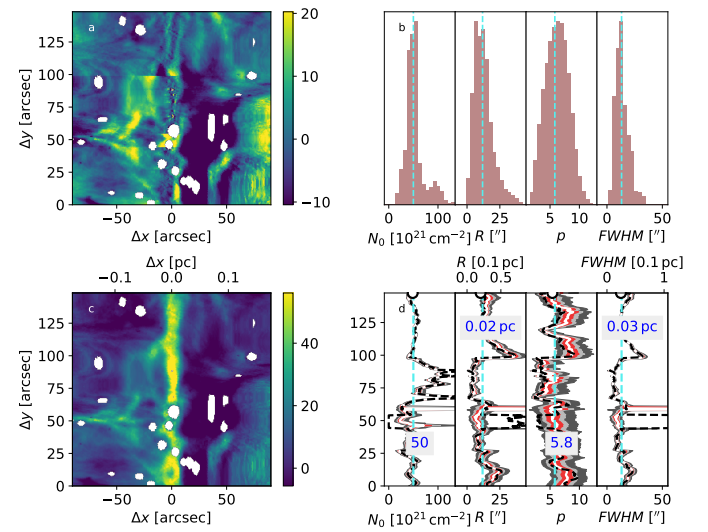 a
20
10
0
−10
0
25
50
75
100
125
Δy [arcsec]
−50
0
50
Δx [arcsec]
b
0
100
0
25
5
10
0
50
N₀ [10²¹ cm⁻²]
R ['']
p
FWHM ['']
Δx [pc]
−0.1
0.0
0.1
c
40
20
0
0
25
50
75
100
125
Δy [arcsec]
−50
0
50
Δx [arcsec]
R [0.1 pc]
0.0
0.5
FWHM [0.1 pc]
0
1
d
0.02 pc
0.03 pc
50
5.8
0
25
50
75
100
125
0
100
0
25
5
10
0
50
N₀ [10²¹ cm⁻²]
R ['']
p
FWHM ['']